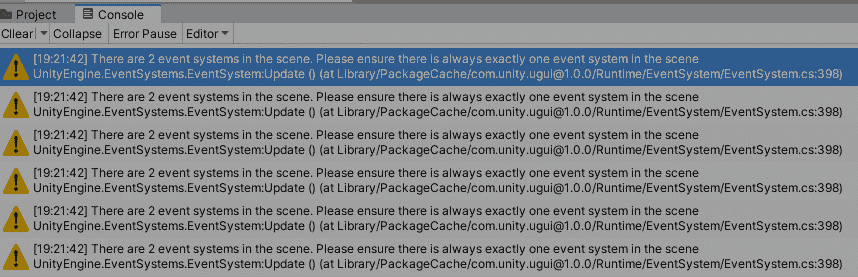 Project
Console
Cllear Collapse Error Pause Editor
[19:21:42] There are 2 event systems in the scene. Please ensure there is always exactly one event system in the scene
UnityEngine.EventSystems.EventSystem:Update () (at Library/PackageCache/com.unity.ugui@1.0.0/Runtime/EventSystem/EventSystem.cs:398)
[19:21:42] There are 2 event systems in the scene. Please ensure there is always exactly one event system in the scene
UnityEngine.EventSystems.EventSystem:Update () (at Library/PackageCache/com.unity.ugui@1.0.0/Runtime/EventSystem/EventSystem.cs:398)
[19:21:42] There are 2 event systems in the scene. Please ensure there is always exactly one event system in the scene
UnityEngine.EventSystems.EventSystem:Update () (at Library/PackageCache/com.unity.ugui@1.0.0/Runtime/EventSystem/EventSystem.cs:398)
[19:21:42] There are 2 event systems in the scene. Please ensure there is always exactly one event system in the scene
UnityEngine.EventSystems.EventSystem:Update () (at Library/PackageCache/com.unity.ugui@1.0.0/Runtime/EventSystem/EventSystem.cs:398)
[19:21:42] There are 2 event systems in the scene. Please ensure there is always exactly one event system in the scene
UnityEngine.EventSystems.EventSystem:Update () (at Library/PackageCache/com.unity.ugui@1.0.0/Runtime/EventSystem/EventSystem.cs:398)
[19:21:42] There are 2 event systems in the scene. Please ensure there is always exactly one event system in the scene
UnityEngine.EventSystems.EventSystem:Update () (at Library/PackageCache/com.unity.ugui@1.0.0/Runtime/EventSystem/EventSystem.cs:398)